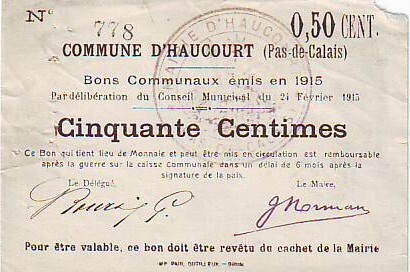 N° 778
0,50 CENT.
COMMUNE D'HAUCOURT (Pas-de-Calais)
Bons Communaux émis en 1915
Par délibération du Conseil Municipal du 24 Février 1915
Cinquante Centimes
Ce Bon qui tient lieu de Monnaie et peut être mis en circulation est remboursable
après la guerre sur la caisse Communale dans un délai de 6 mois après la
signature de la paix.
Le Délégué, Le Maire,
Pour être valable, ce bon doit être revêtu du cachet de la Mairie
MAIRIE D'HAUCOURT